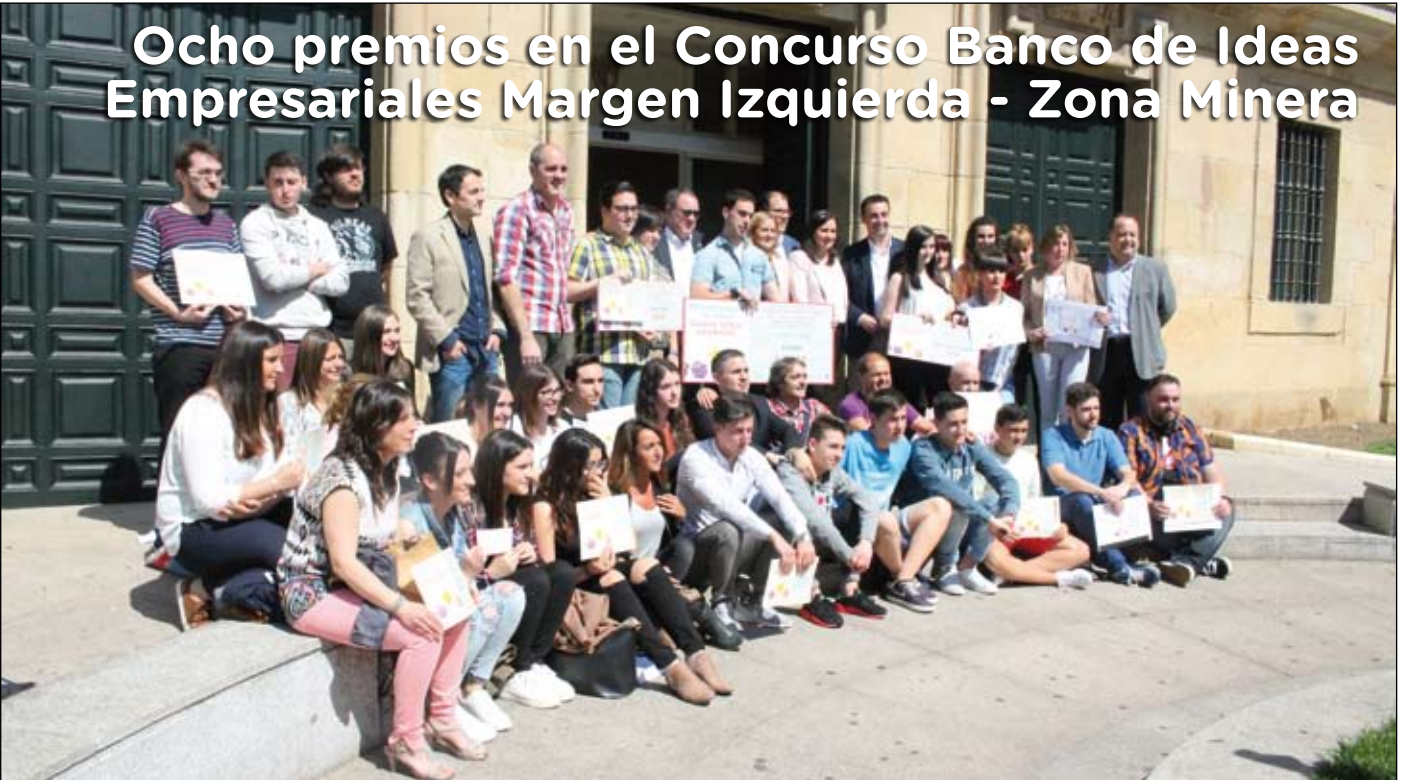 Ocho premios en el Concurso Banco de Ideas
Empresariales Margen Izquierda - Zona Minera